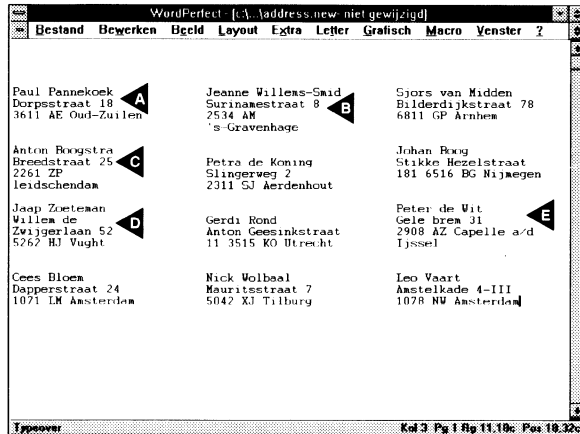 WordPerfect - [c:\...\address.new - niet gewijzigd]
Bestand Bewerken Beeld Layout Extra Letter Grafisch Macro Venster ?
Paul Pannekoek
Dorpsstraat 18
3611 AE Oud-Zuilen
A
Jeanne Willems-Smid
Surinamestraat 8
2534 AM
's-Gravenhage
B
Sjors van Midden
Bilderdijkstraat 78
6811 GP Arnhem
Anton Boogstra
Breedstraat 25
2261 ZP
leidschendam
C
Petra de Koning
Slingerweg 2
2311 SJ Aerdenhout
Johan Roog
Stikke Hezelstraat
181 6516 BG Nijmegen
Jaap Zoeteman
Willem de
Zwijgerlaan 52
5262 HJ Vught
D
Gerdi Rond
Anton Geesinkstraat
11 3515 KO Utrecht
Peter de Wit
Gele brem 31
2908 AZ Capelle a/d
Ijssel
E
Cees Bloem
Dapperstraat 24
1071 LM Amsterdam
Nick Wolbaal
Mauritsstraat 7
5042 XJ Tilburg
Leo Vaart
Amstelkade 4-III
1078 NW Amsterdam
Typeover
Kol 3 Pg 1 Rg 11,18c Pos 18,32c